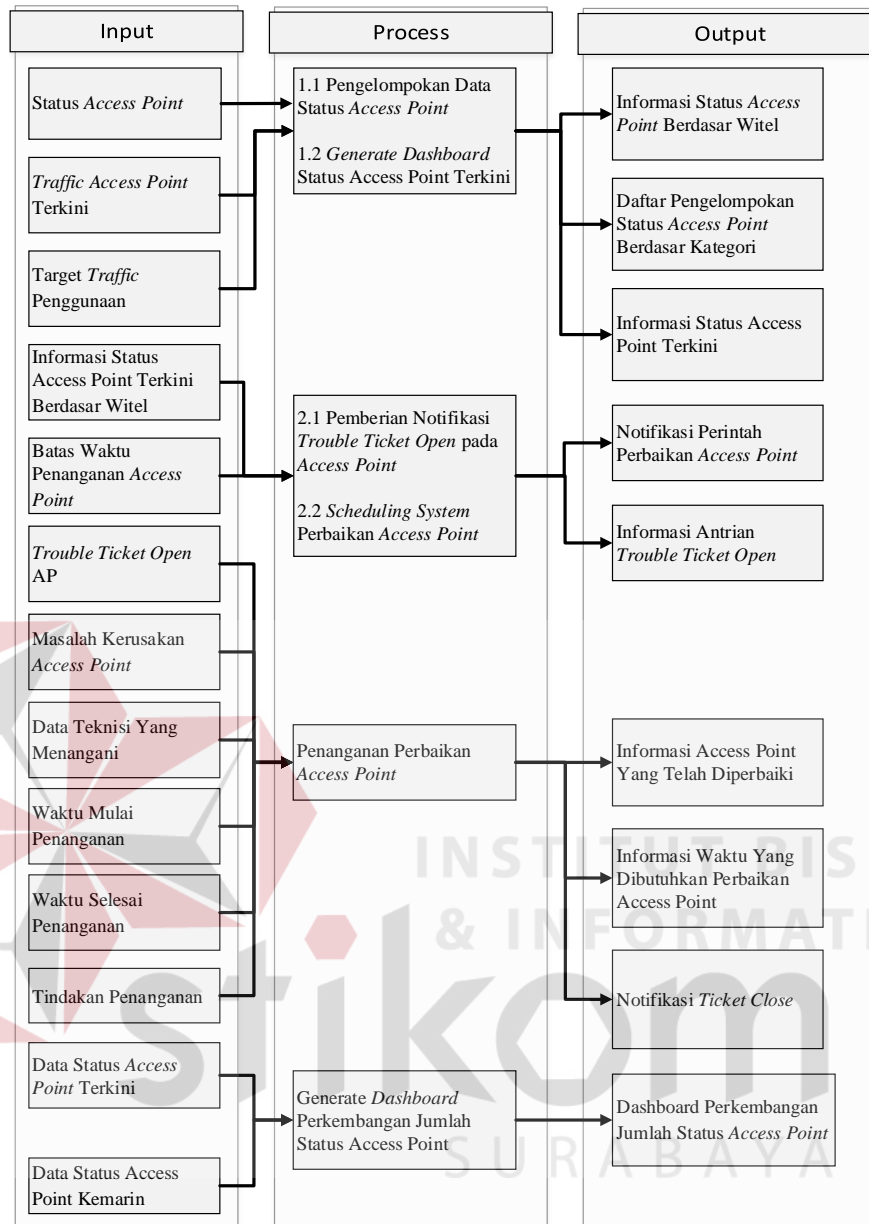 Input
Process
Output
Status Access Point
Traffic Access Point
Terkini
Target Traffic
Penggunaan
Informasi Status
Access Point Terkini
Berdasar Witel
Batas Waktu
Penanganan Access
Point
Trouble Ticket Open
AP
Masalah Kerusakan
Access Point
Data Teknisi Yang
Menangani
Waktu Mulai
Penanganan
Waktu Selesai
Penanganan
Tindakan Penanganan
Data Status Access
Point Terkini
Data Status Access
Point Kemarin
1.1 Pengelompokan Data
Status Access Point
1.2 Generate Dashboard
Status Access Point Terkini
2.1 Pemberian Notifikasi
Trouble Ticket Open pada
Access Point
2.2 Scheduling System
Perbaikan Access Point
Penanganan Perbaikan
Access Point
Generate Dashboard
Perkembangan Jumlah
Status Access Point
Informasi Status Access
Point Berdasar Witel
Daftar Pengelompokan
Status Access Point
Berdasar Kategori
Informasi Status Access
Point Terkini
Notifikasi Perintah
Perbaikan Access Point
Informasi Antrian
Trouble Ticket Open
Informasi Access Point
Yang Telah Diperbaiki
Informasi Waktu Yang
Dibutuhkan Perbaikan
Access Point
Notifikasi Ticket Close
Dashboard Perkembangan
Jumlah Status Access Point
INSTITUT BIS
& INFORMATI
stikom
SURABAYA